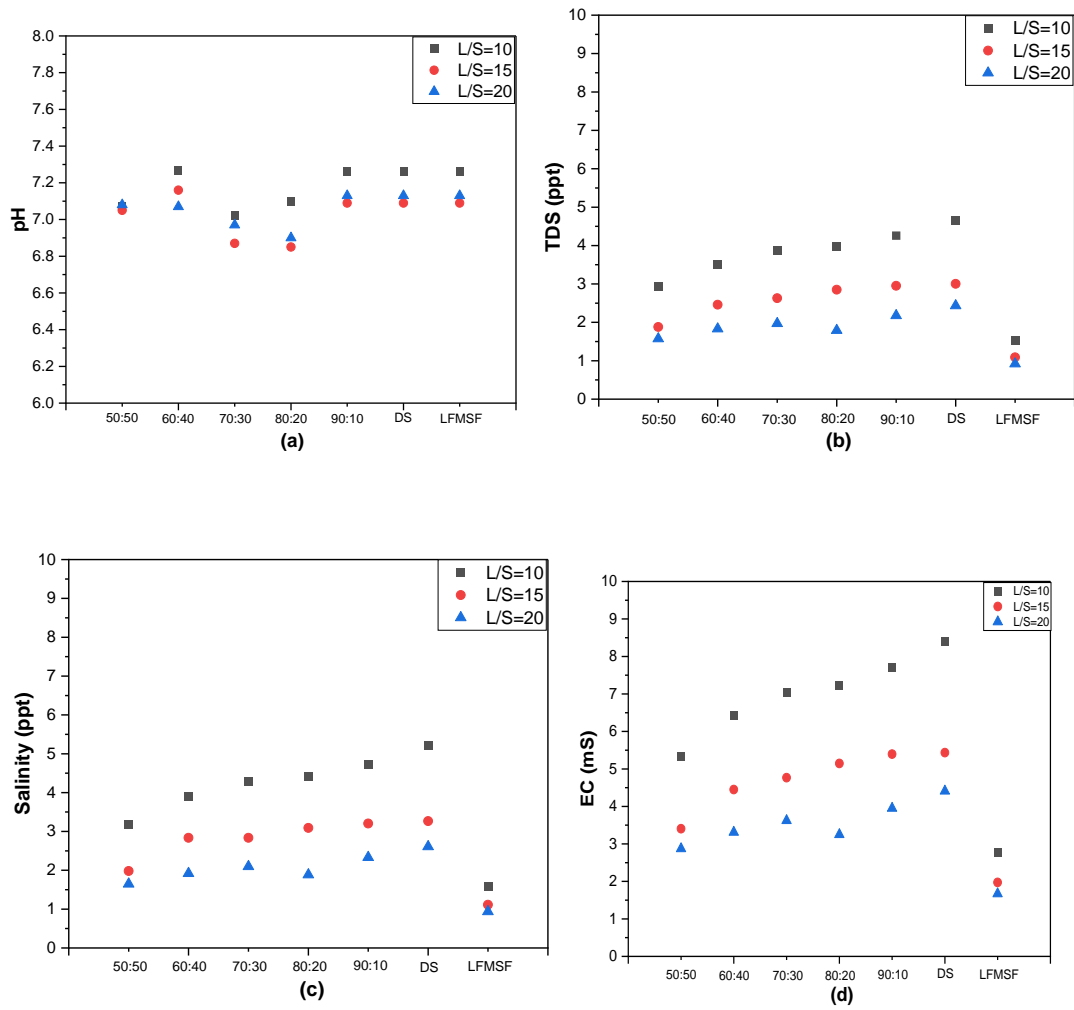 8.0
7.8
7.6
7.4
7.2
7.0
6.8
6.6
6.4
6.2
6.0
pH
L/S=10
L/S=15
L/S=20
50:50 60:40 70:30 80:20 90:10 DS LFMSF
(a)
10
9
8
7
6
5
4
3
2
1
0
TDS (ppt)
L/S=10
L/S=15
L/S=20
50:50 60:40 70:30 80:20 90:10 DS LFMSF
(b)
10
9
8
7
6
5
4
3
2
1
0
Salinity (ppt)
L/S=10
L/S=15
L/S=20
50:50 60:40 70:30 80:20 90:10 DS LFMSF
(c)
10
9
8
7
6
5
4
3
2
1
0
EC (mS)
L/S=10
L/S=15
L/S=20
50:50 60:40 70:30 80:20 90:10 DS LFMSF
(d)